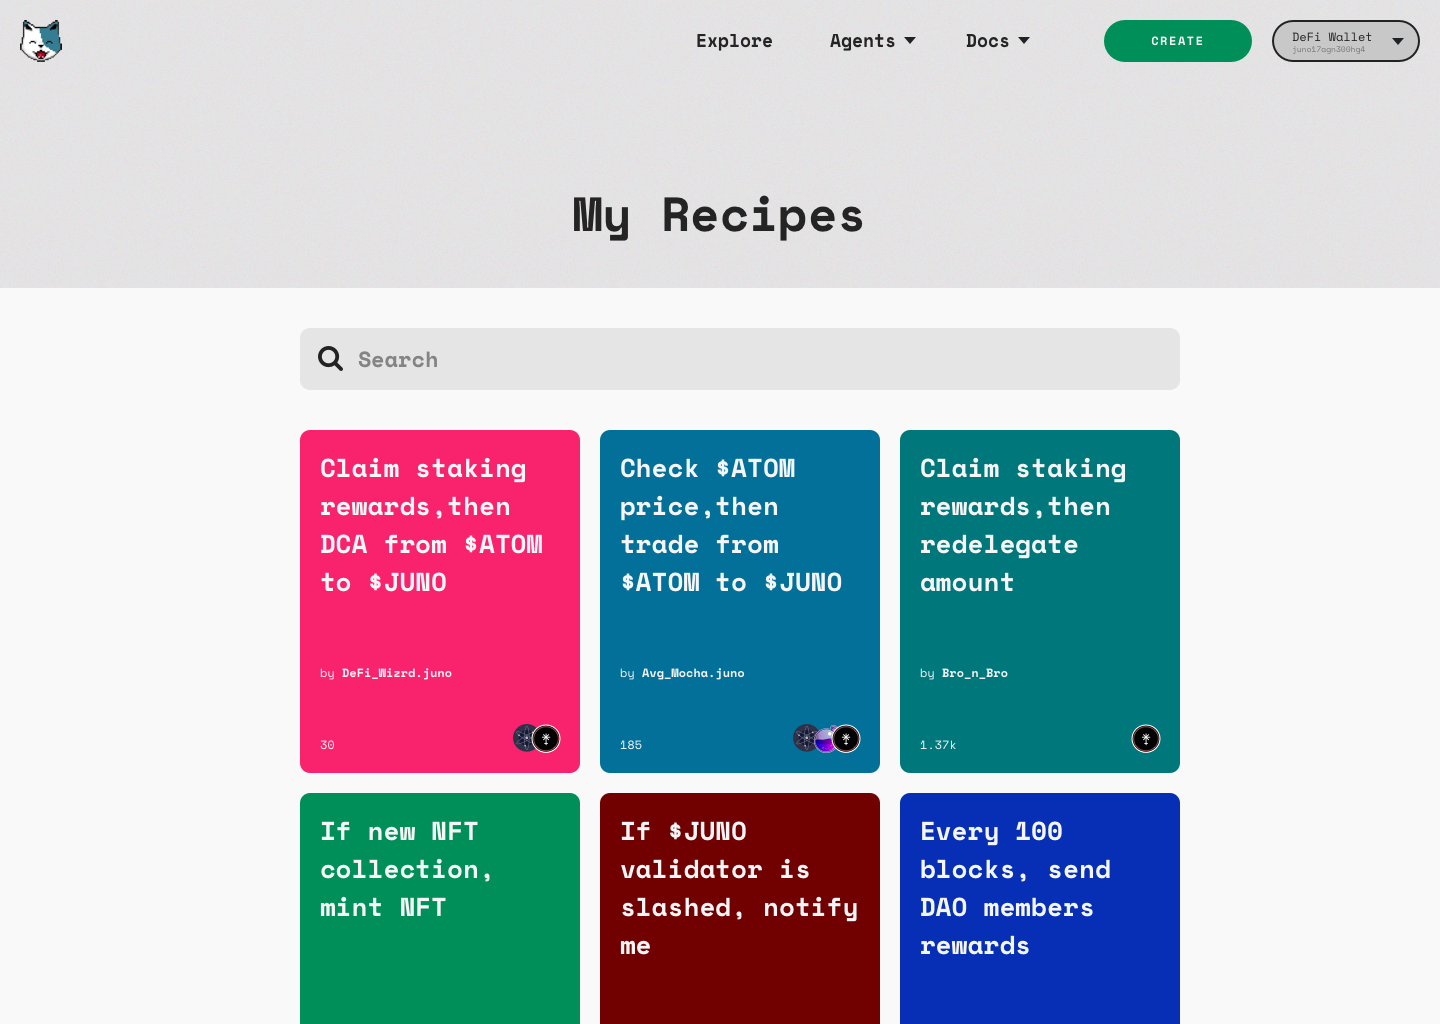 Explore
Agents
Docs
CREATE
DeFi Wallet
juno17agn300hg4
My Recipes
Search
Claim staking
rewards,then
DCA from $ATOM
to $JUNO
by DeFi_Wizrd.juno
30
Check $ATOM
price,then
trade from
$ATOM to $JUNO
by Avg_Mocha.juno
185
Claim staking
rewards,then
redelegate
amount
by Bro_n_Bro
1.37k
If new NFT
collection,
mint NFT
If $JUNO
validator is
slashed, notify
me
Every 100
blocks, send
DAO members
rewards